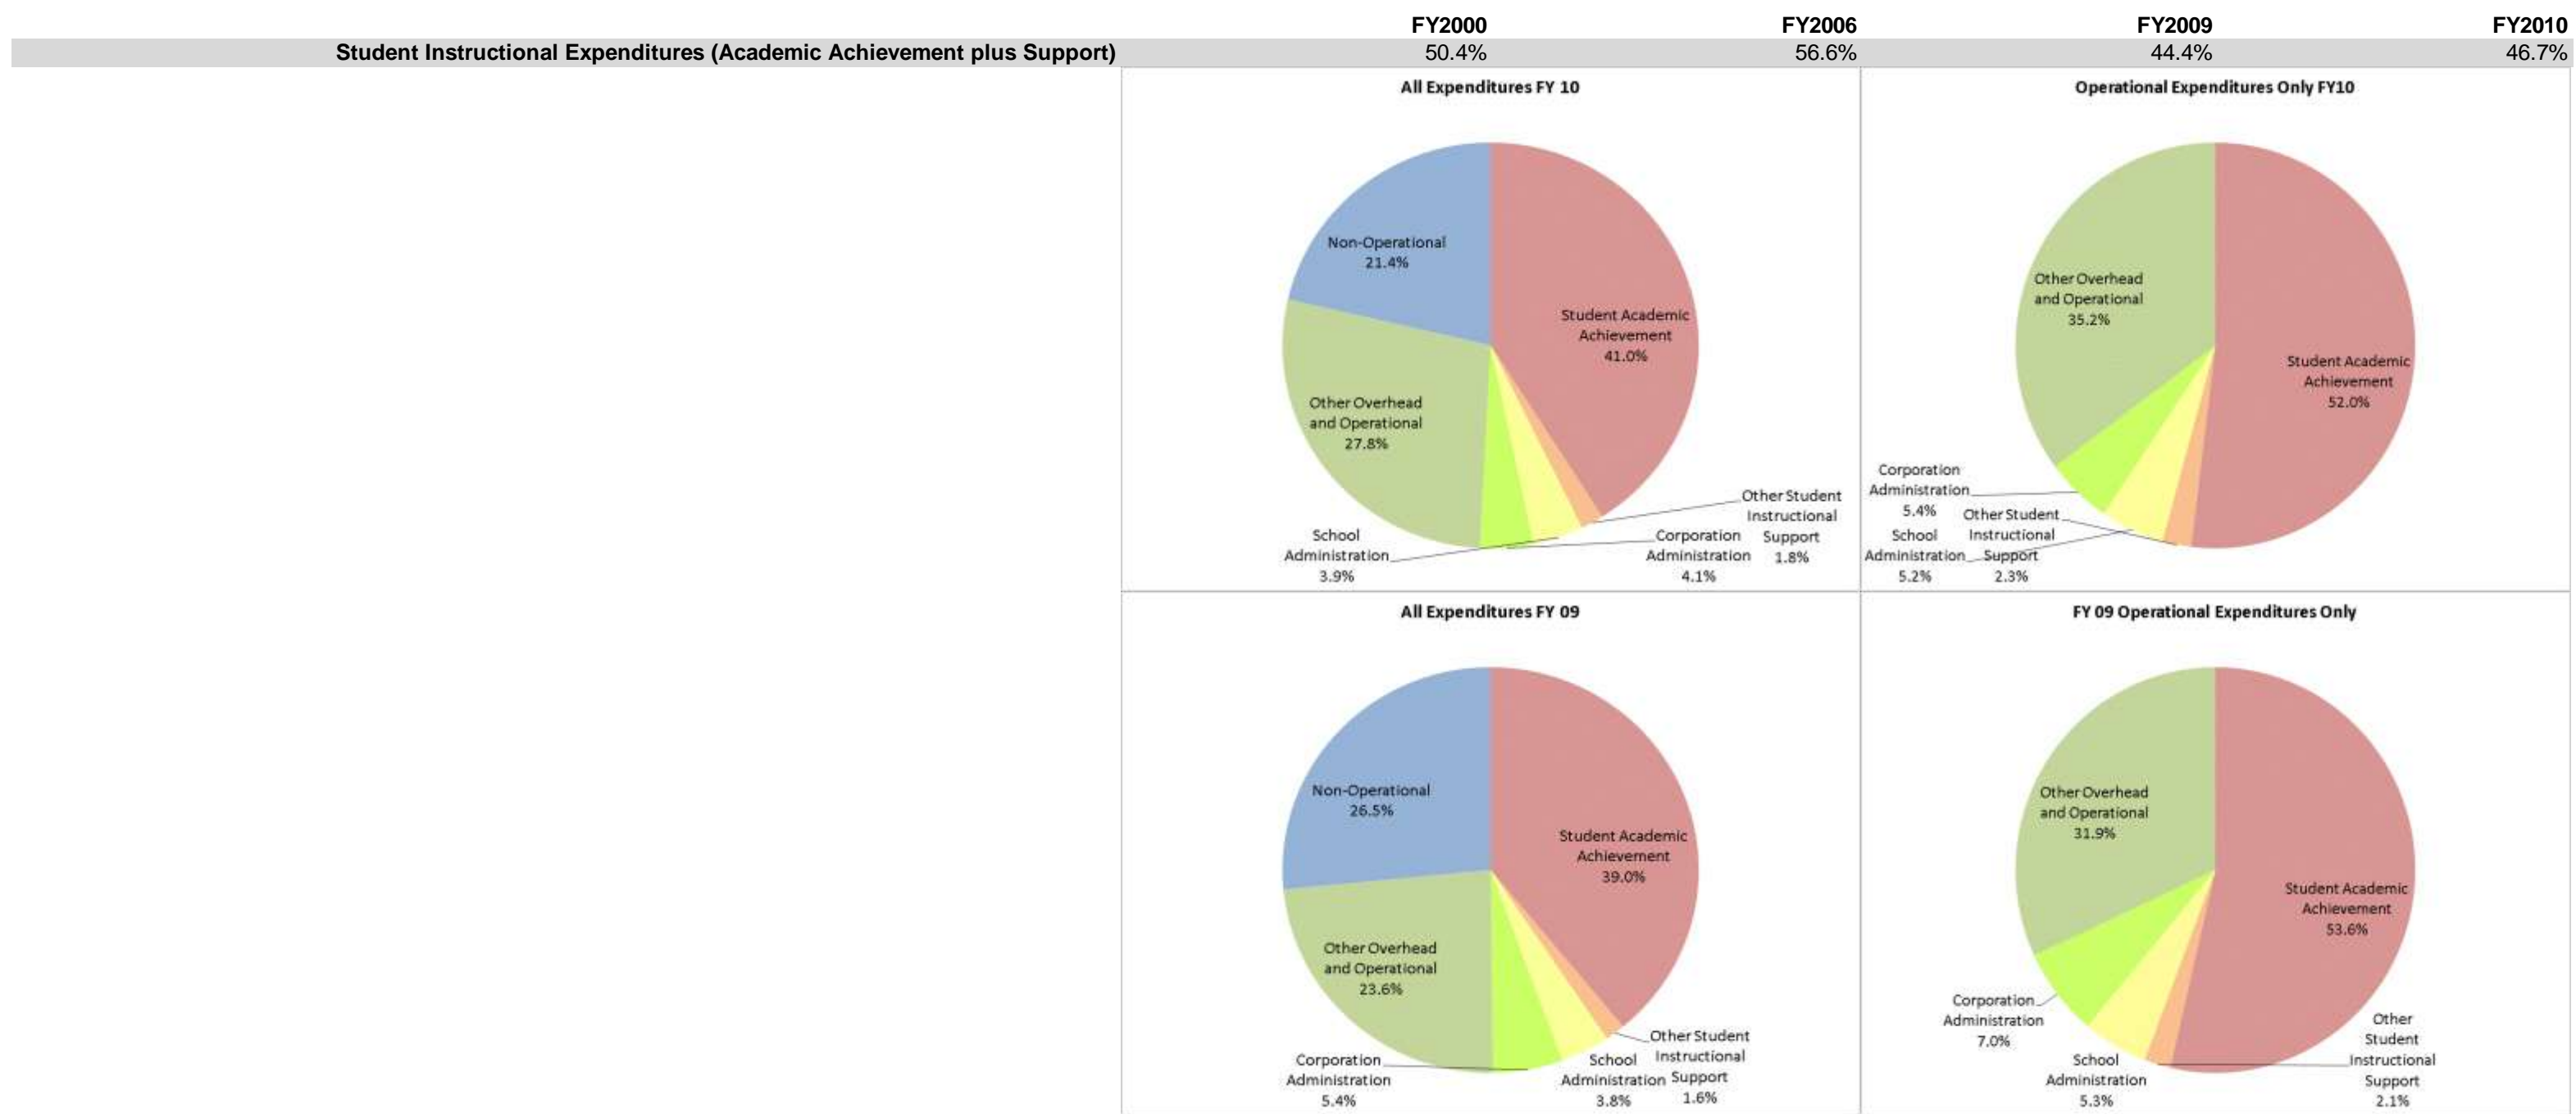 FY2000 FY2006 FY2009 FY2010
Student Instructional Expenditures (Academic Achievement plus Support) 50.4% 56.6% 44.4% 46.7%
All Expenditures FY 10
Non-Operational
21.4%
Student Academic
Achievement
41.0%
Other Overhead
and Operational
27.8%
Other Student
Instructional
Support
1.8%
School
Administration
3.9%
Corporation
Administration
4.1%
Operational Expenditures Only FY10
Other Overhead
and Operational
35.2%
Student Academic
Achievement
52.0%
Corporation
Administration
5.4%
Other Student
Instructional
Support
2.3%
School
Administration
5.2%
All Expenditures FY 09
Non-Operational
26.5%
Student Academic
Achievement
39.0%
Other Overhead
and Operational
23.6%
Other Student
Instructional
Support
1.6%
Corporation
Administration
5.4%
School
Administration
3.8%
FY 09 Operational Expenditures Only
Other Overhead
and Operational
31.9%
Student Academic
Achievement
53.6%
Corporation
Administration
7.0%
Other
Student
Instructional
Support
2.1%
School
Administration
5.3%